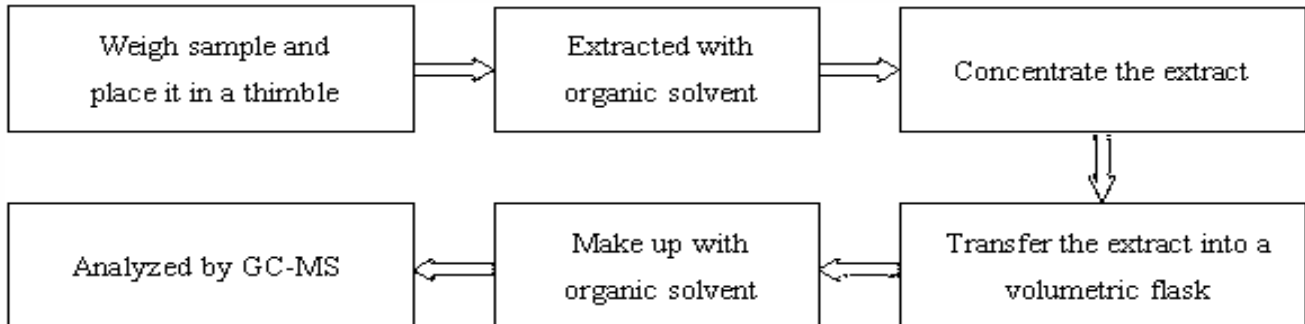 Weigh sample and
place it in a thimble
Extracted with
organic solvent
Concentrate the extract
Transfer the extract into a
volumetric flask
Make up with
organic solvent
Analyzed by GC-MS